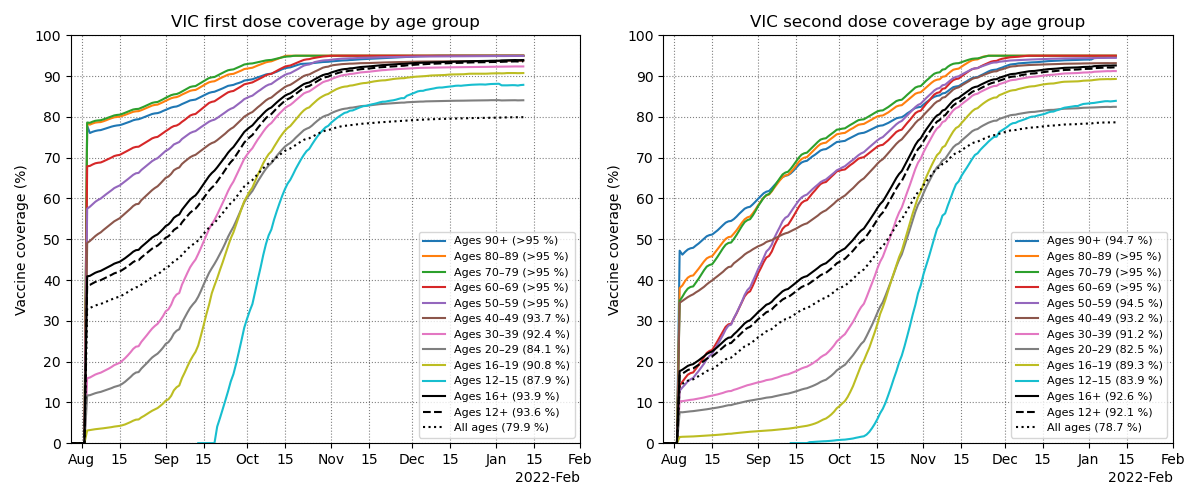 VIC first dose coverage by age group
Vaccine coverage (%)
100
90
80
70
60
50
40
30
20
10
0
Ages 90+ (>95 %)
Ages 80–89 (>95 %)
Ages 70–79 (>95 %)
Ages 60–69 (>95 %)
Ages 50–59 (>95 %)
Ages 40–49 (93.7 %)
Ages 30–39 (92.4 %)
Ages 20–29 (84.1 %)
Ages 16–19 (90.8 %)
Ages 12–15 (87.9 %)
Ages 16+ (93.9 %)
Ages 12+ (93.6 %)
All ages (79.9 %)
Aug 15 Sep 15 Oct 15 Nov 15 Dec 15 Jan 15 Feb
2022-Feb
VIC second dose coverage by age group
Vaccine coverage (%)
100
90
80
70
60
50
40
30
20
10
0
Ages 90+ (94.7 %)
Ages 80–89 (>95 %)
Ages 70–79 (>95 %)
Ages 60–69 (>95 %)
Ages 50–59 (94.5 %)
Ages 40–49 (93.2 %)
Ages 30–39 (91.2 %)
Ages 20–29 (82.5 %)
Ages 16–19 (89.3 %)
Ages 12–15 (83.9 %)
Ages 16+ (92.6 %)
Ages 12+ (92.1 %)
All ages (78.7 %)
Aug 15 Sep 15 Oct 15 Nov 15 Dec 15 Jan 15 Feb
2022-Feb